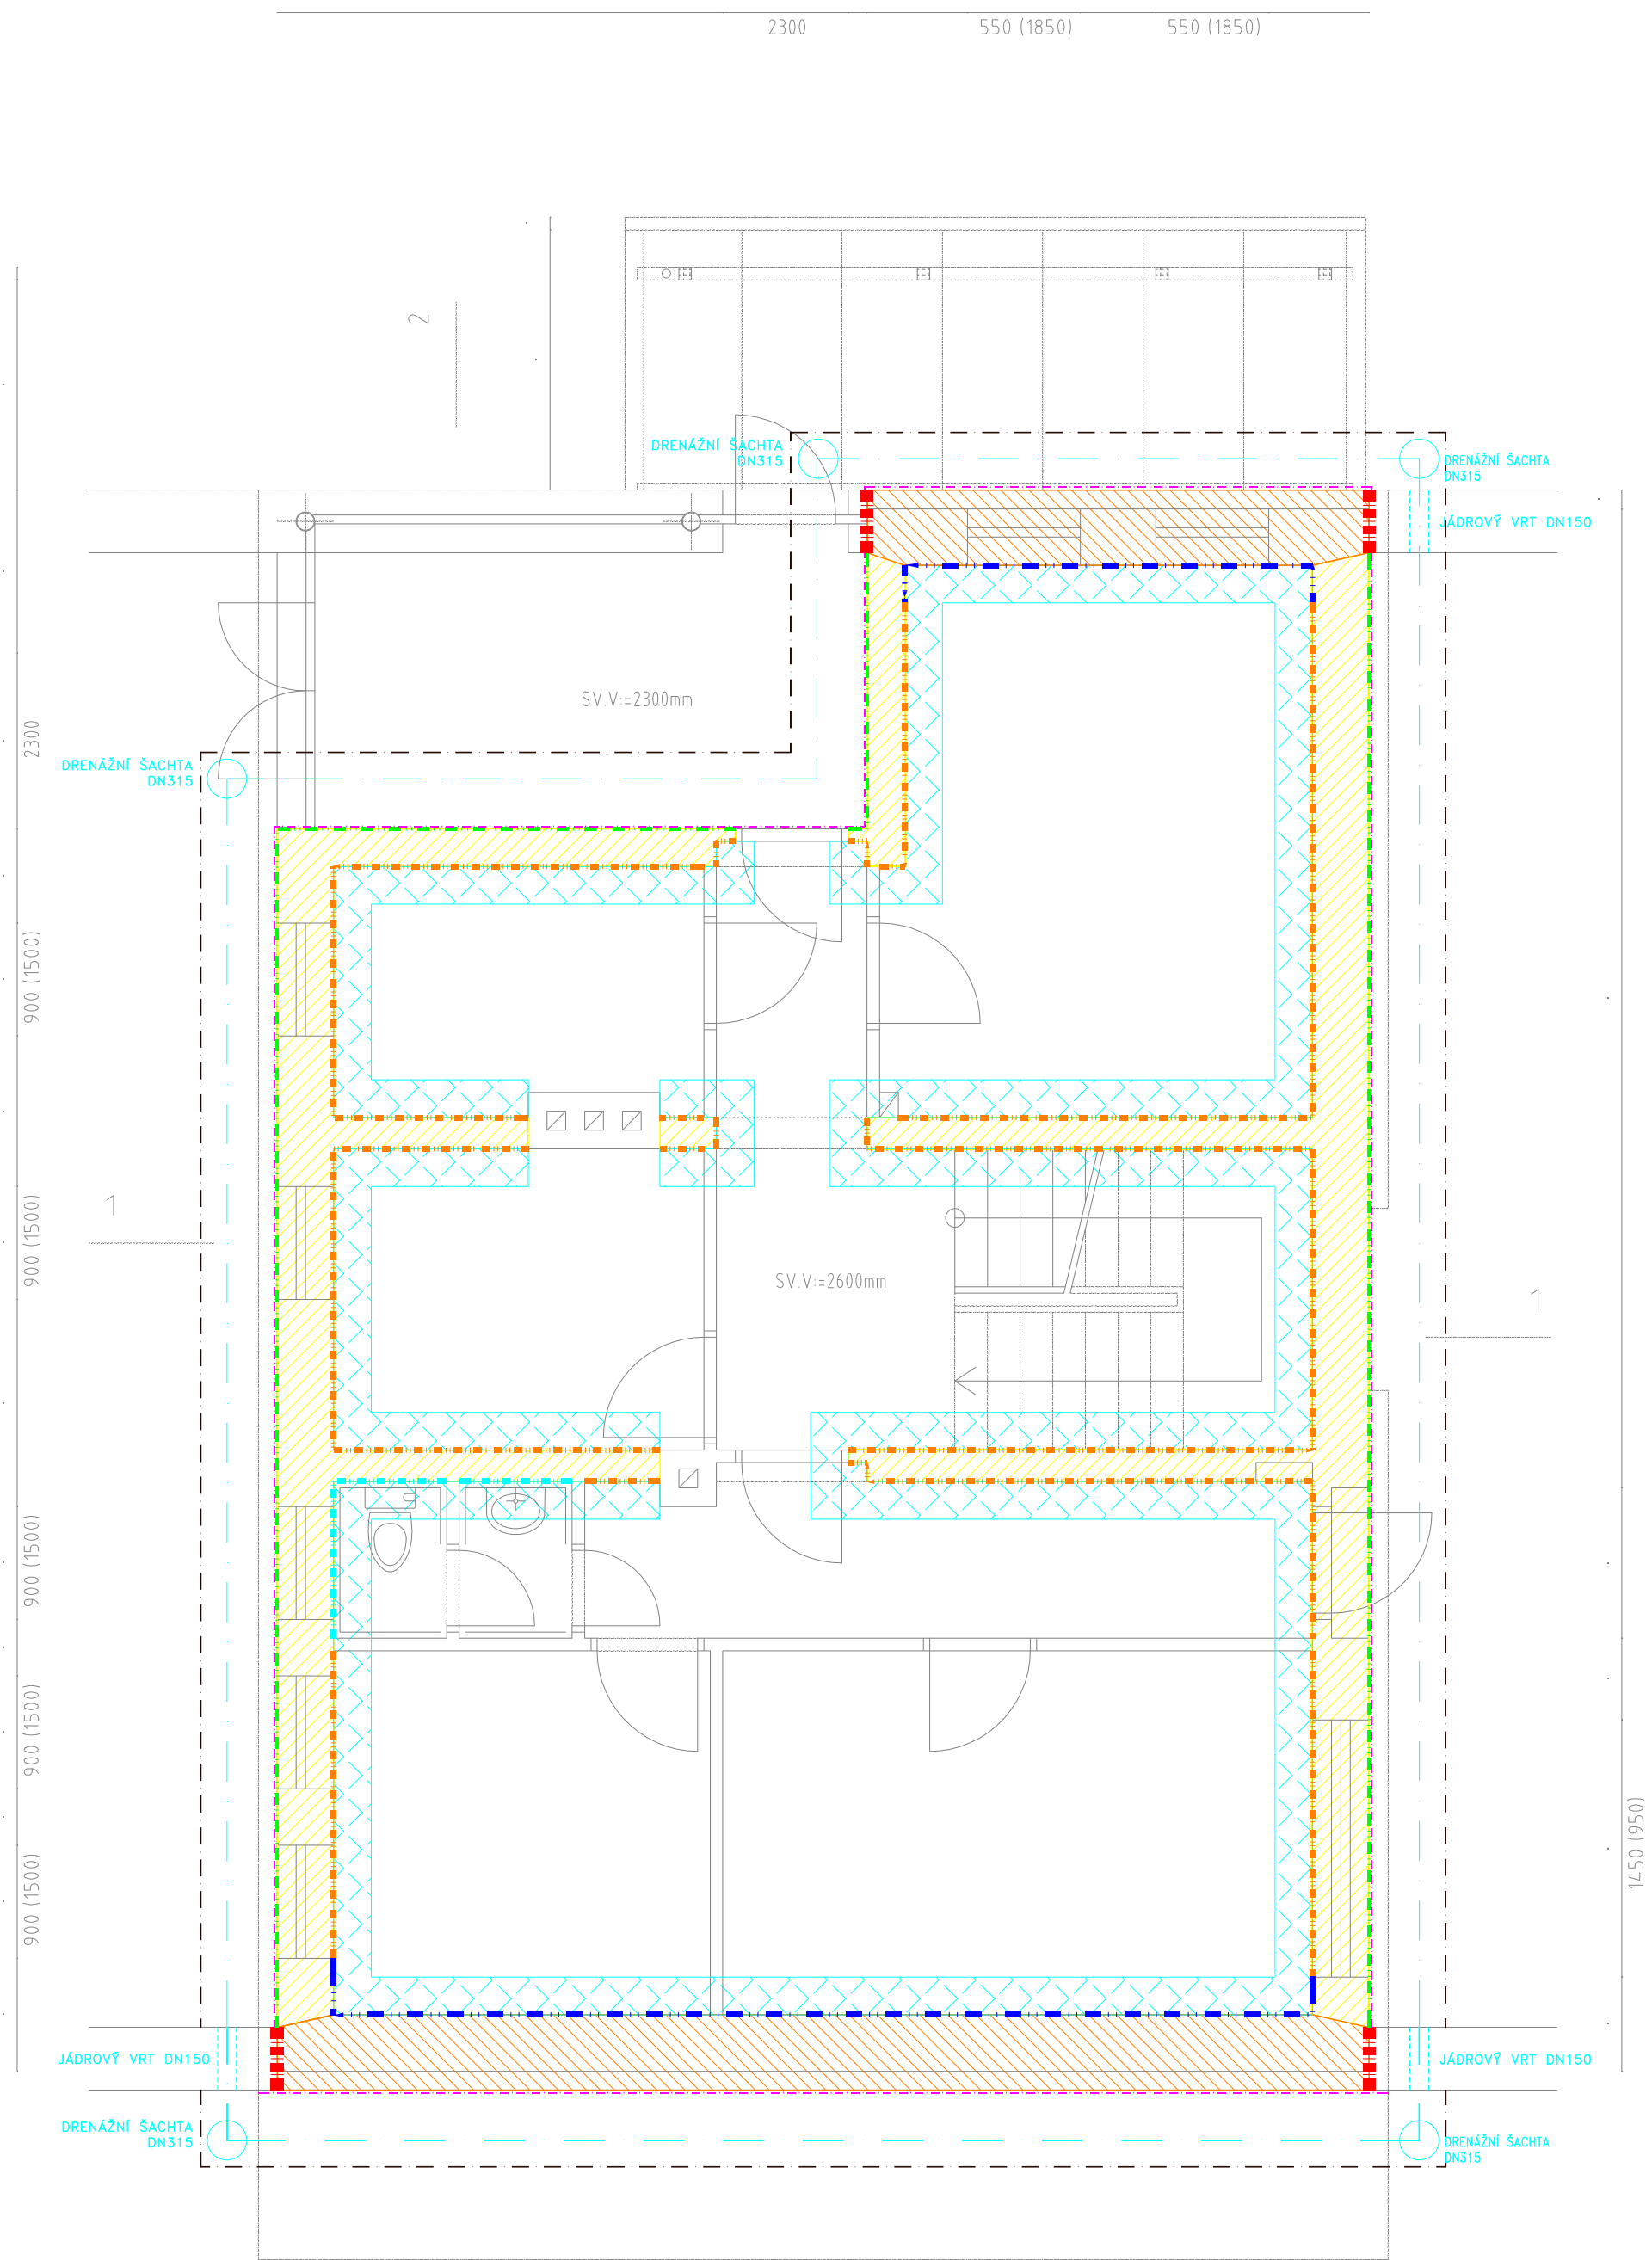 2300
550 (1850)
550 (1850)
2
DRENÁŽNÍ ŠACHTA
DN315
DRENÁŽNÍ ŠACHTA
DN315
JÁDROVÝ VRT DN150
SV.V.:=2300mm
2300
DRENÁŽNÍ ŠACHTA
DN315
900 (1500)
1
900 (1500)
SV.V.:=2600mm
1
900 (1500)
900 (1500)
900 (1500)
1450 (950)
JÁDROVÝ VRT DN150
JÁDROVÝ VRT DN150
DRENÁŽNÍ ŠACHTA
DN315
DRENÁŽNÍ ŠACHTA
DN315